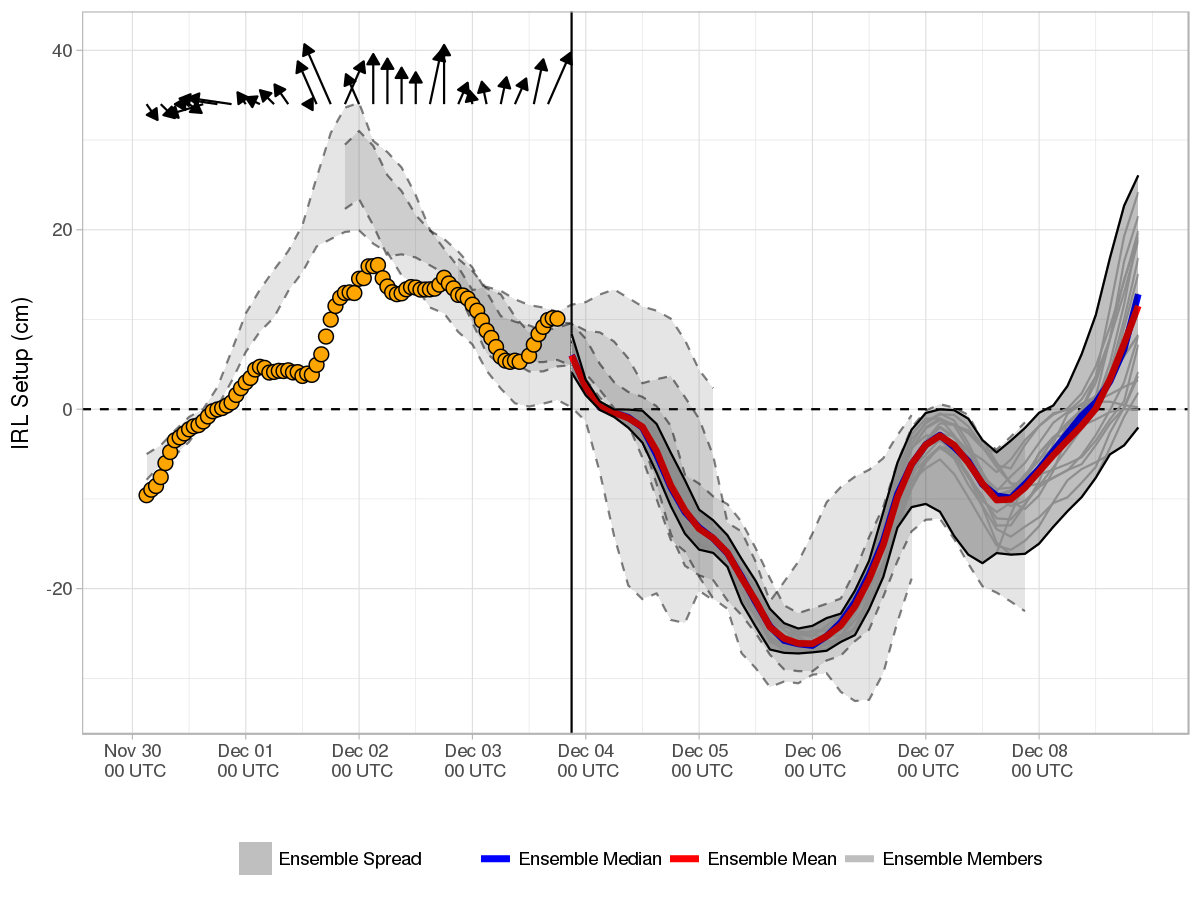 40
20
0
-20
IRL Setup (cm)
Nov 30 Dec 01 Dec 02 Dec 03 Dec 04 Dec 05 Dec 06 Dec 07 Dec 08
00 UTC 00 UTC 00 UTC 00 UTC 00 UTC 00 UTC 00 UTC 00 UTC 00 UTC
Ensemble Spread Ensemble Median Ensemble Mean Ensemble Members